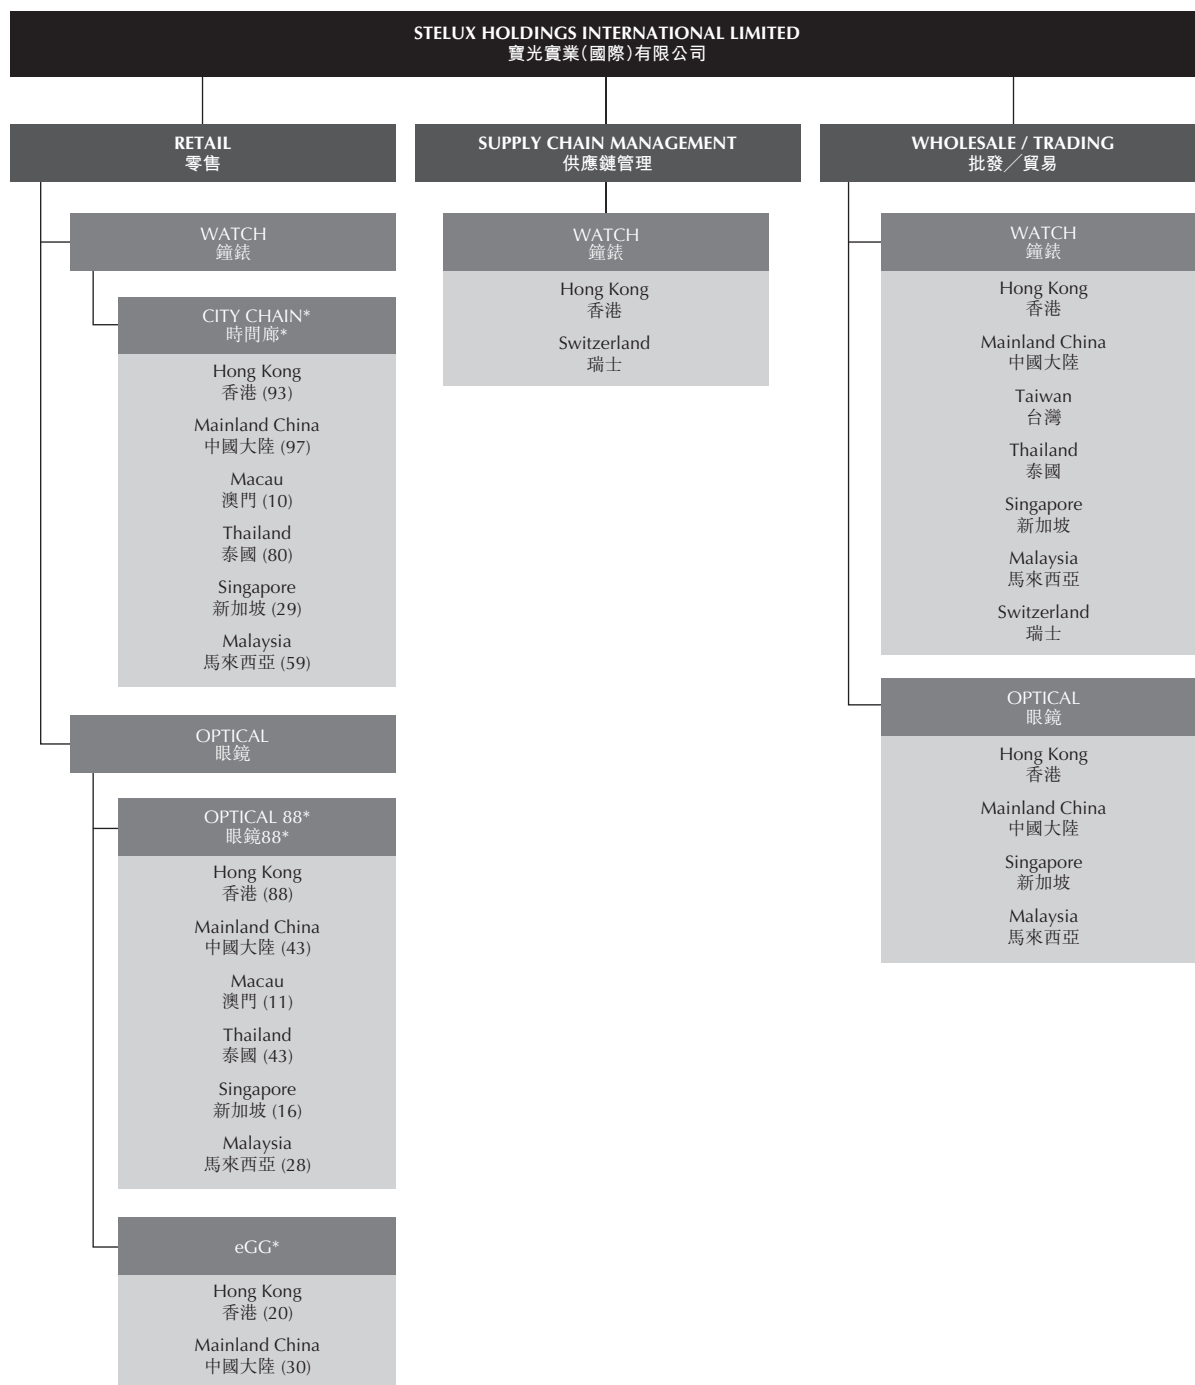 STELUX HOLDINGS INTERNATIONAL LIMITED
寶光實業(國際)有限公司
RETAIL
零售
WATCH
鐘錶
CITY CHAIN*
時間廊*
Hong Kong
香港 (93)
Mainland China
中國大陸 (97)
Macau
澳門 (10)
Thailand
泰國 (80)
Singapore
新加坡 (29)
Malaysia
馬來西亞 (59)
OPTICAL
眼鏡
OPTICAL 88*
眼鏡88*
Hong Kong
香港 (88)
Mainland China
中國大陸 (43)
Macau
澳門 (11)
Thailand
泰國 (43)
Singapore
新加坡 (16)
Malaysia
馬來西亞 (28)
eGG*
Hong Kong
香港 (20)
Mainland China
中國大陸 (30)
SUPPLY CHAIN MANAGEMENT
供應鏈管理
WATCH
鐘錶
Hong Kong
香港
Switzerland
瑞士
WHOLESALE / TRADING
批發╱貿易
WATCH
鐘錶
Hong Kong
香港
Mainland China
中國大陸
Taiwan
台灣
Thailand
泰國
Singapore
新加坡
Malaysia
馬來西亞
Switzerland
瑞士
OPTICAL
眼鏡
Hong Kong
香港
Mainland China
中國大陸
Singapore
新加坡
Malaysia
馬來西亞